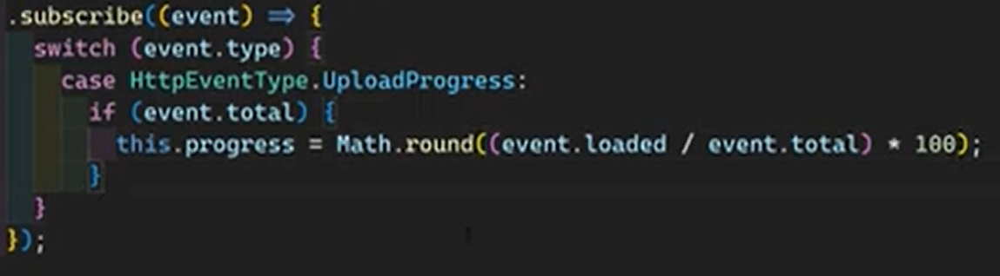 .subscribe((event) => {
switch (event.type) {
case HttpEventType.UploadProgress:
if (event.total) {
this.progress = Math.round((event.loaded / event.total) * 100);
}
}
});